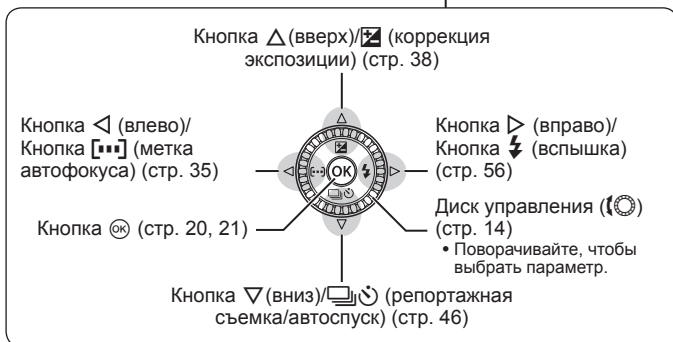 Кнопка △(вверх)/☒ (коррекция
экспозиции) (стр. 38)
Кнопка ◁ (влево)/
Кнопка [•••] (метка
автофокуса) (стр. 35)
Кнопка ▷ (вправо)/
Кнопка ⚡ (вспышка)
(стр. 56)
OK
Кнопка ⊛ (стр. 20, 21)
Диск управления ()
(стр. 14)
• Поворачивайте, чтобы
выбрать параметр.
Кнопка ▽(вниз)/ (репортажная
съемка/автоспуск) (стр. 46)